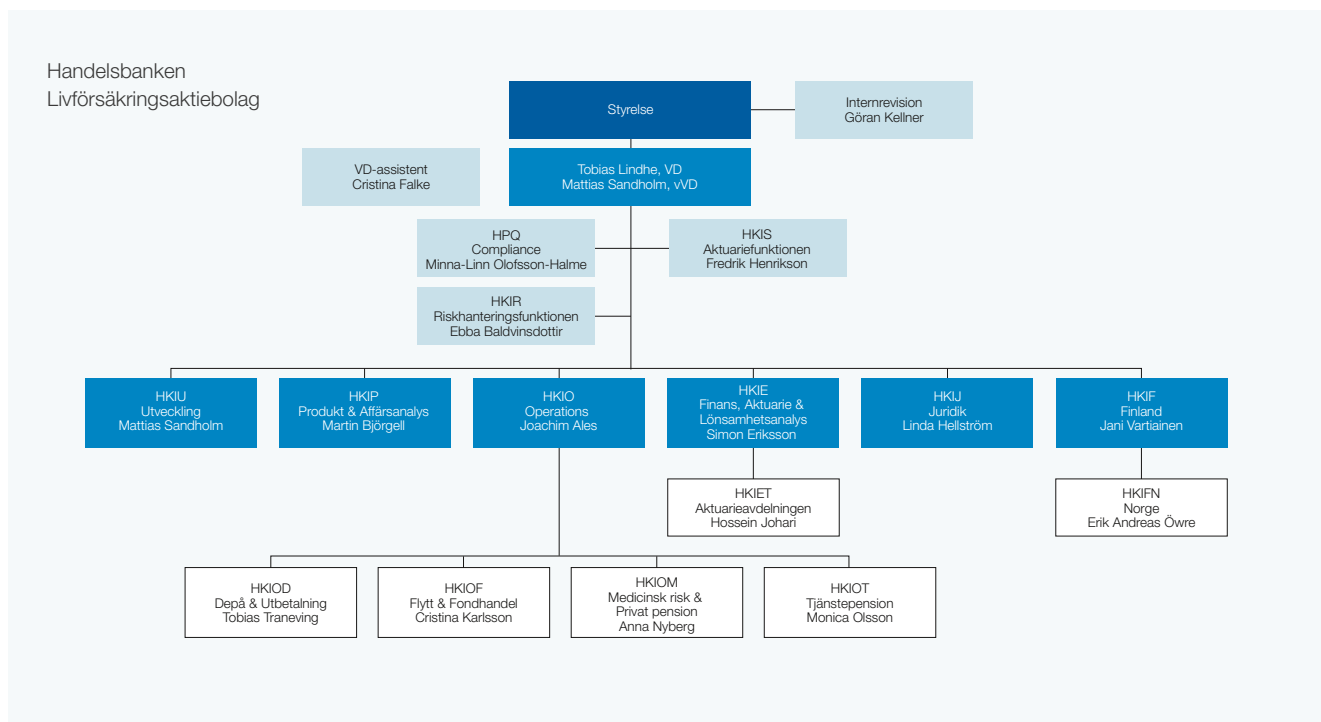 Handelsbanken
Livförsäkringsaktiebolag
Styrelse
Internrevision
Göran Kellner
VD-assistent
Cristina Falke
Tobias Lindhe, VD
Mattias Sandholm, vVD
HPQ
Compliance
Minna-Linn Olofsson-Halme
HKIS
Aktuariefunktionen
Fredrik Henrikson
HKIR
Riskhanteringsfunktionen
Ebba Baldvinsdottir
HKIU
Utveckling
Mattias Sandholm
HKIP
Produkt & Affärsanalys
Martin Björgell
HKIO
Operations
Joachim Ales
HKIE
Finans, Aktuarie &
Lönsamhetsanalys
Simon Eriksson
HKIJ
Juridik
Linda Hellström
HKIF
Finland
Jani Vartiainen
HKIET
Aktuarieavdelningen
Hossein Johari
HKIFN
Norge
Erik Andreas Öwre
HKIOD
Depå & Utbetalning
Tobias Traneving
HKIOF
Flytt & Fondhandel
Cristina Karlsson
HKIOM
Medicinsk risk &
Privat pension
Anna Nyberg
HKIOT
Tjänstepension
Monica Olsson